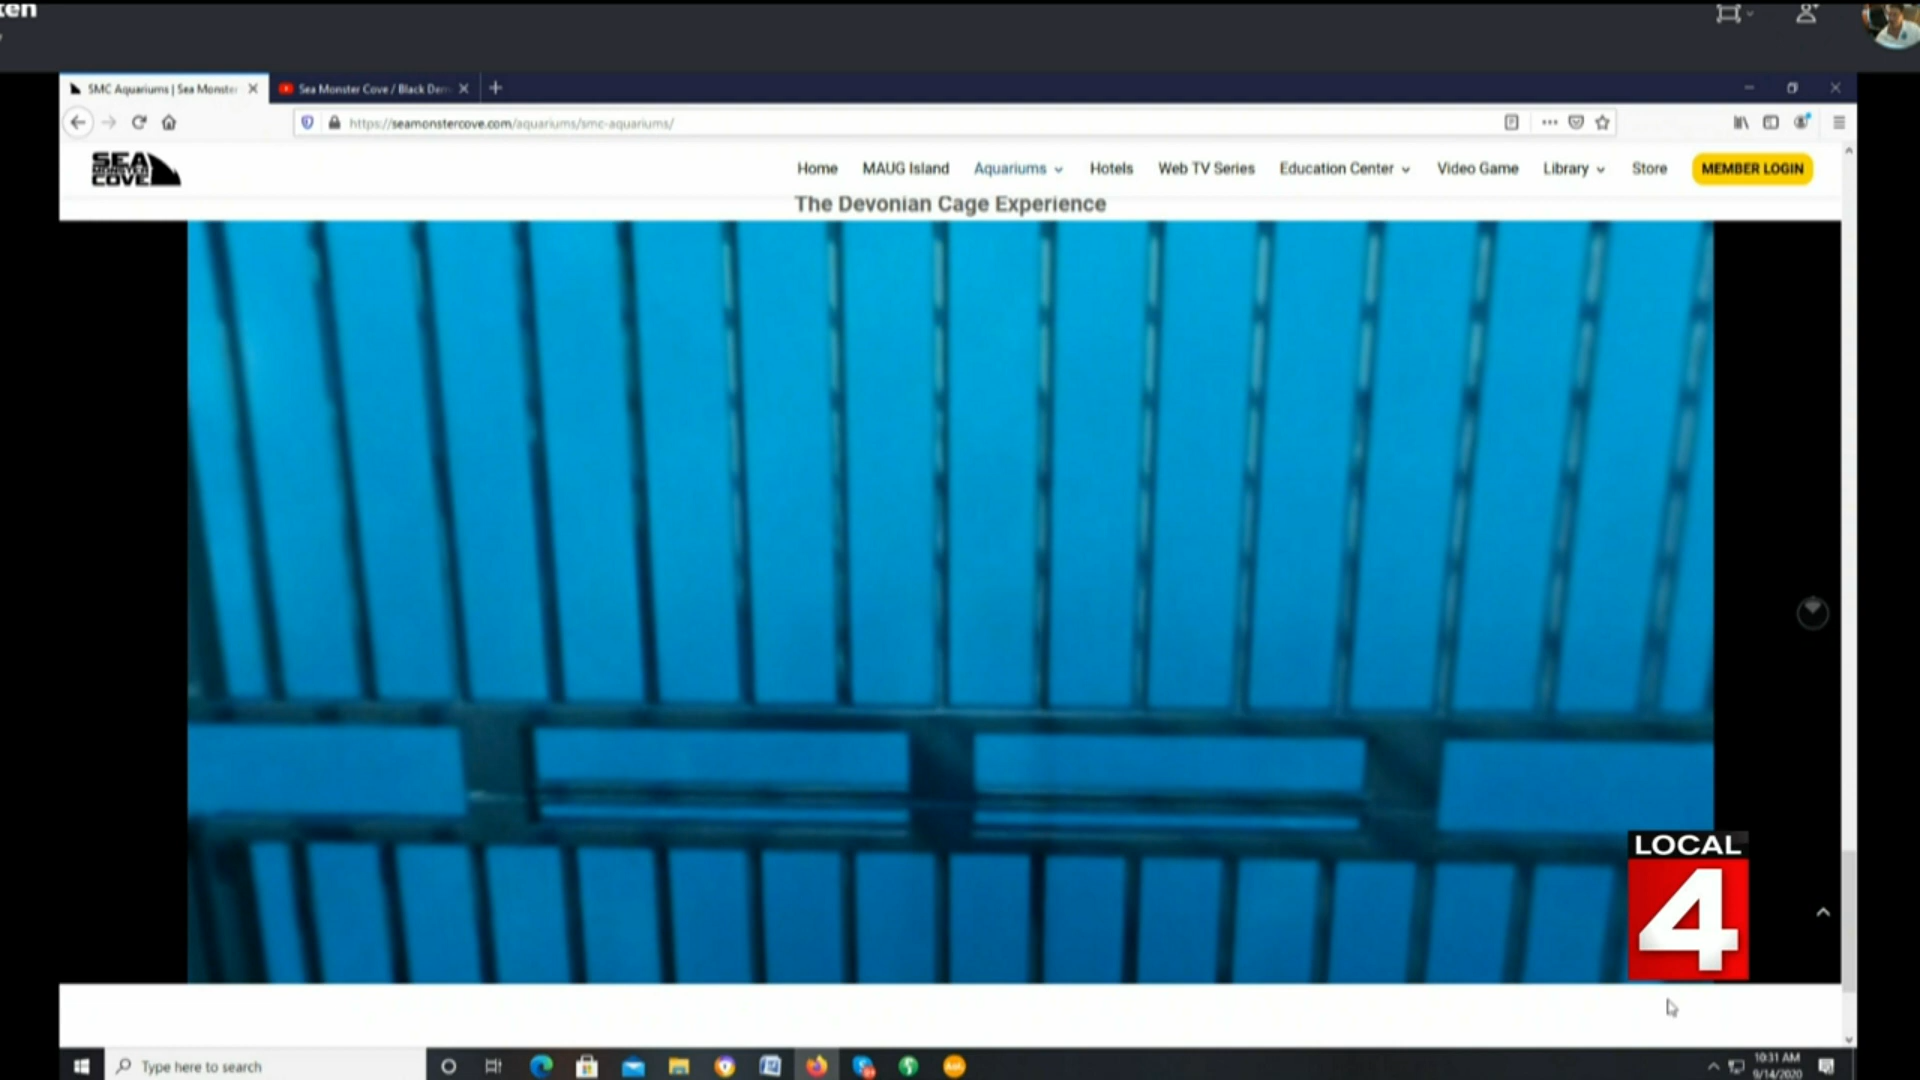 ten
SMC Aquariums | Sea Monster
Sea Monster Cove / Black Dem
https://seamonstercove.com/aquariums/smc-aquariums/
SEA
MONSTER
COVE
Home
MAUG Island
Aquariums
Hotels
Web TV Series
Education Center
Video Game
Library
Store
MEMBER LOGIN
The Devonian Cage Experience
LOCAL
4
Type here to search
10:31 AM
9/14/2020